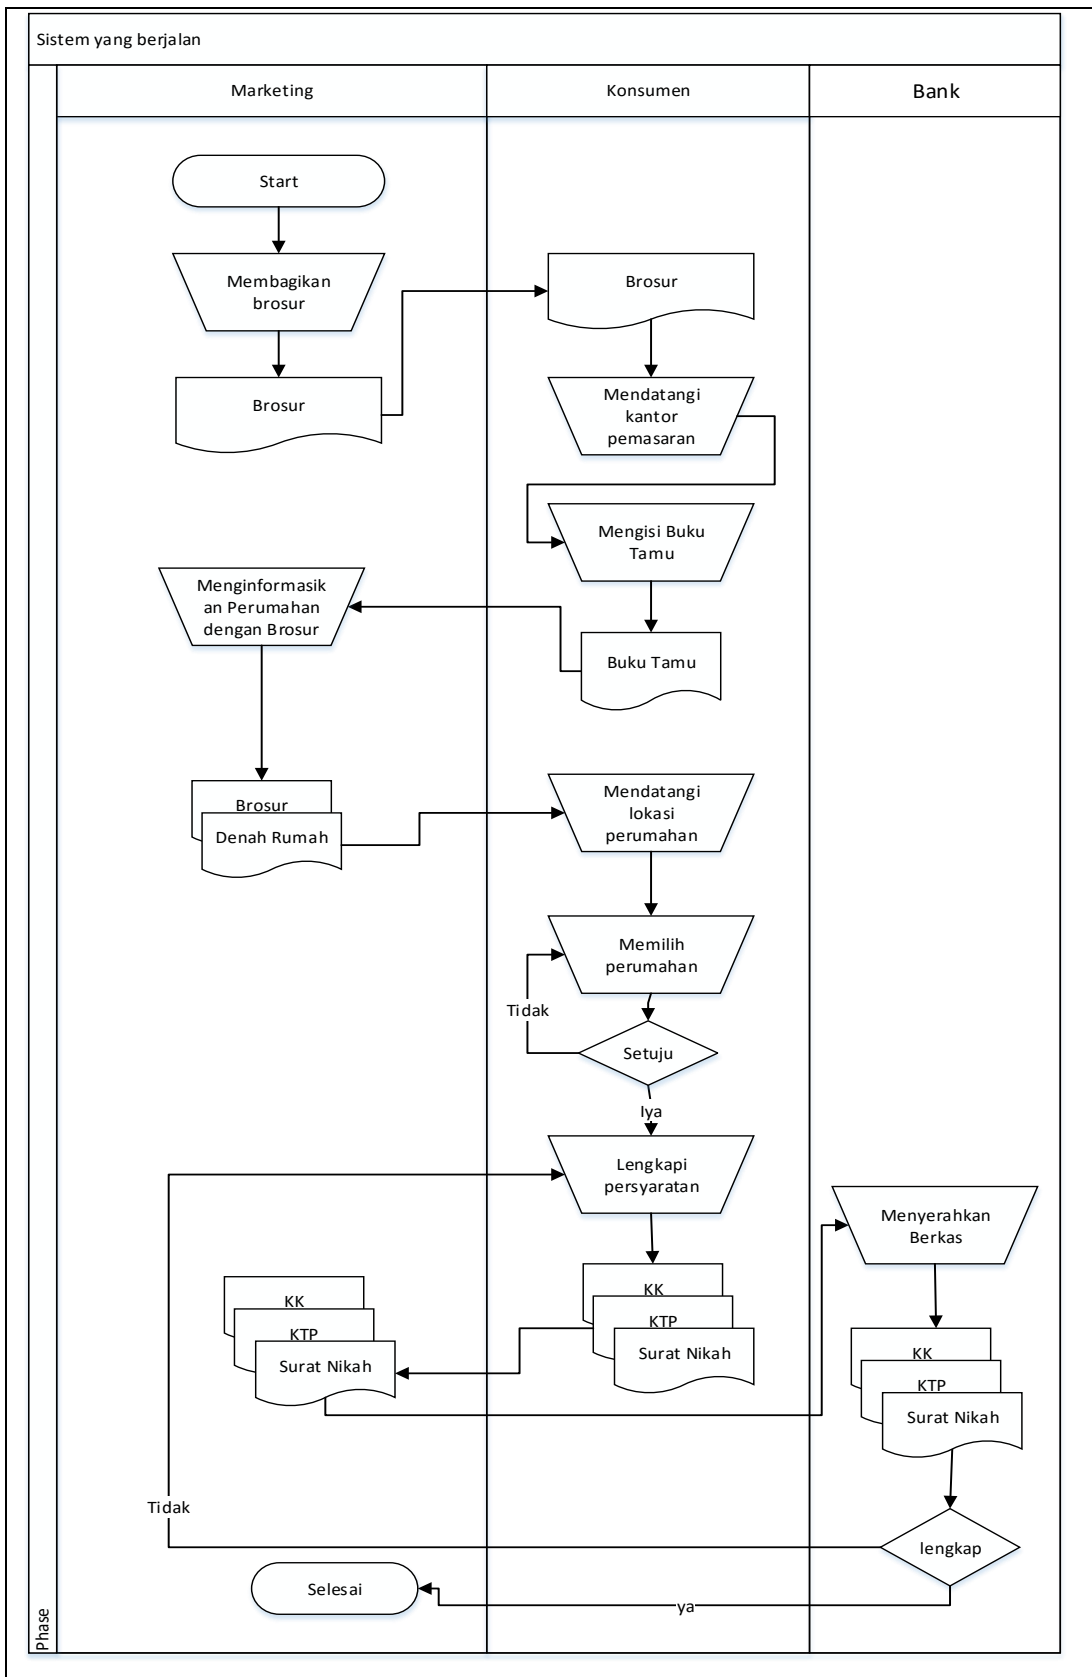 Sistem yang berjalan
Marketing
Konsumen
Bank
Start
Membagikan
brosur
Brosur
Brosur
Mendatangi
kantor
pemasaran
Mengisi Buku
Tamu
Menginformasik
an Perumahan
dengan Brosur
Buku Tamu
Brosur
Denah Rumah
Mendatangi
lokasi
perumahan
Memilih
perumahan
Tidak
Setuju
Iya
Lengkapi
persyaratan
Menyerahkan
Berkas
KK
KTP
Surat Nikah
KK
KTP
Surat Nikah
KK
KTP
Surat Nikah
Tidak
lengkap
Selesai
ya
Phase